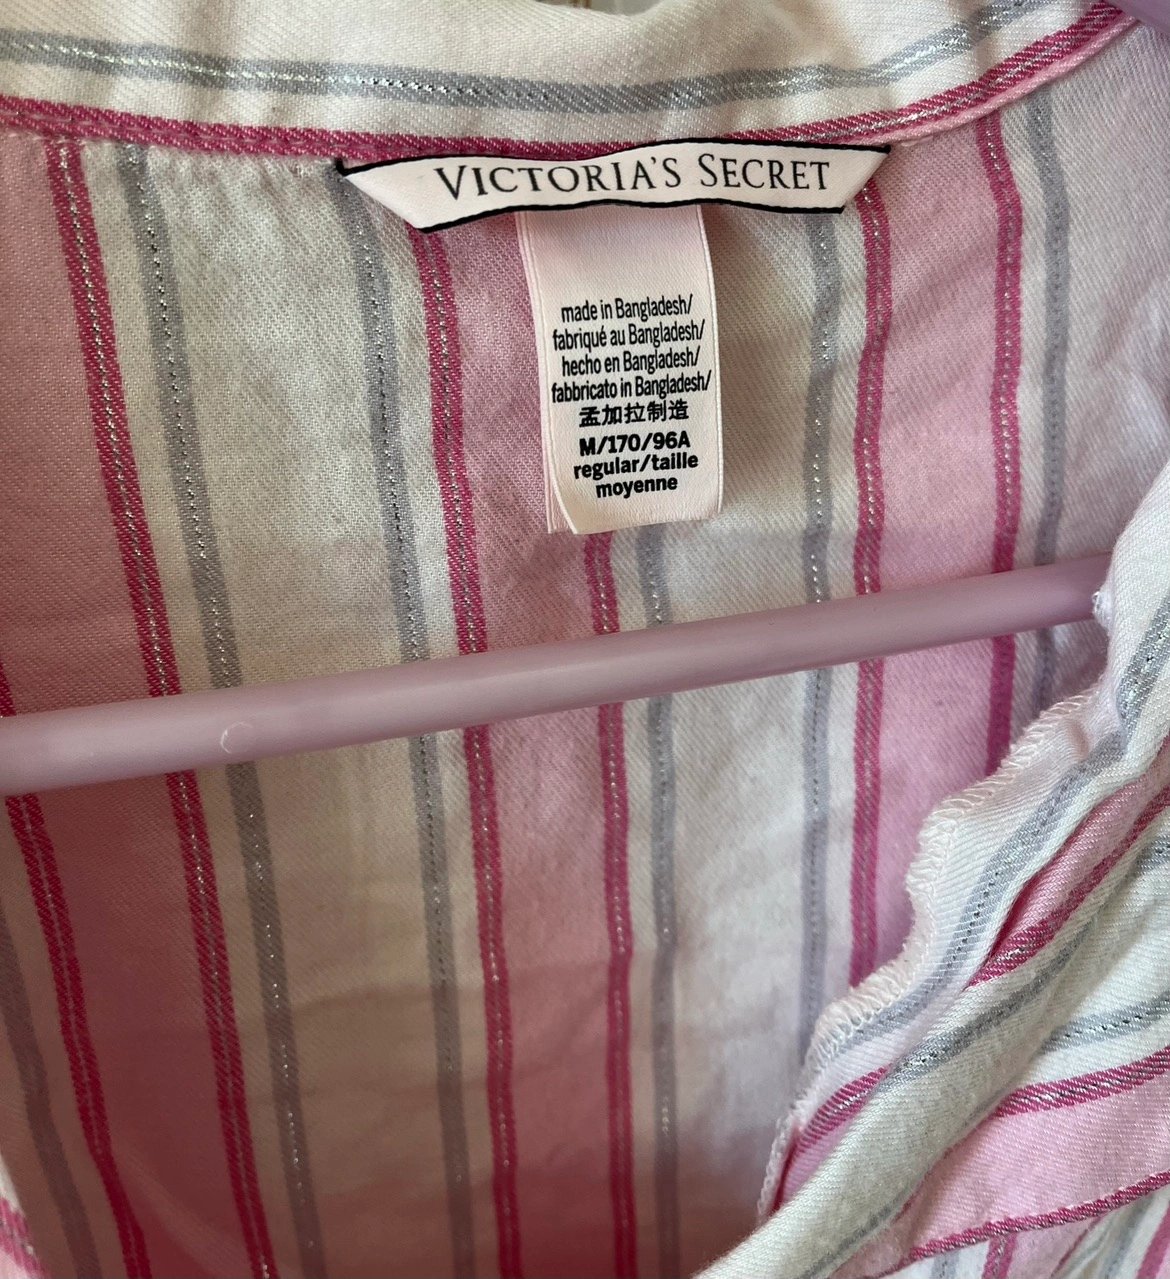 VICTORIA'S SECRET
made in Bangladesh/
fabriqué au Bangladesh/
hecho en Bangladesh/
fabbricato in Bangladesh/
孟加拉制造
M/170/96A
regular/taille
moyenne